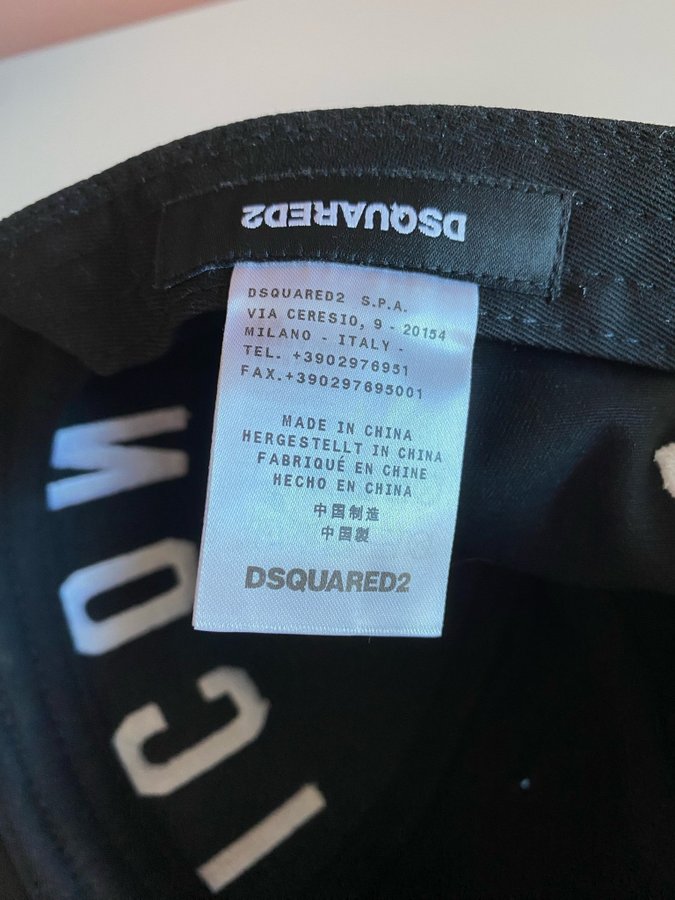 DSQUARED2
DSQUARED2 S.P.A.
VIA CERESIO, 9 - 20154
MILANO - ITALY -
TEL. +3902976951
FAX.+390297695001
MADE IN CHINA
HERGESTELLT IN CHINA
FABRIQUÉ EN CHINE
HECHO EN CHINA
中国制造
中国製
DSQUARED2
ICON